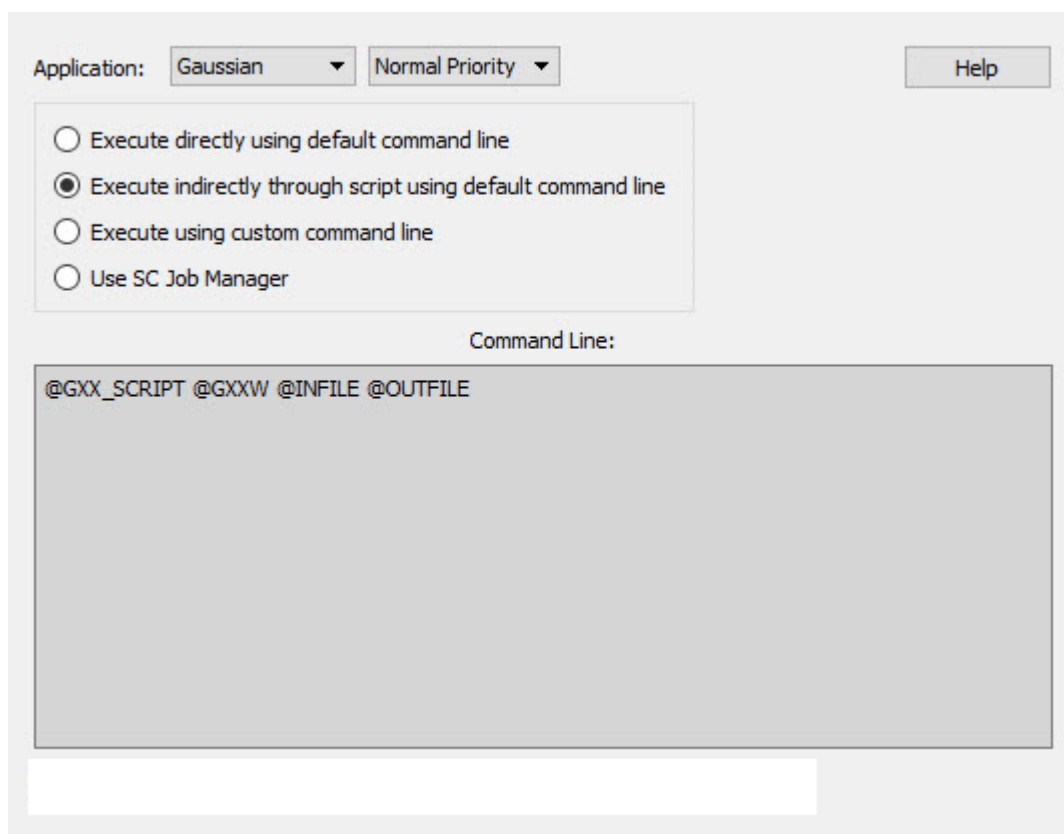 Application: Gaussian Normal Priority Help
Execute directly using default command line
Execute indirectly through script using default command line
Execute using custom command line
Use SC Job Manager
Command Line:
@GXX_SCRIPT @GXXW @INFILE @OUTFILE